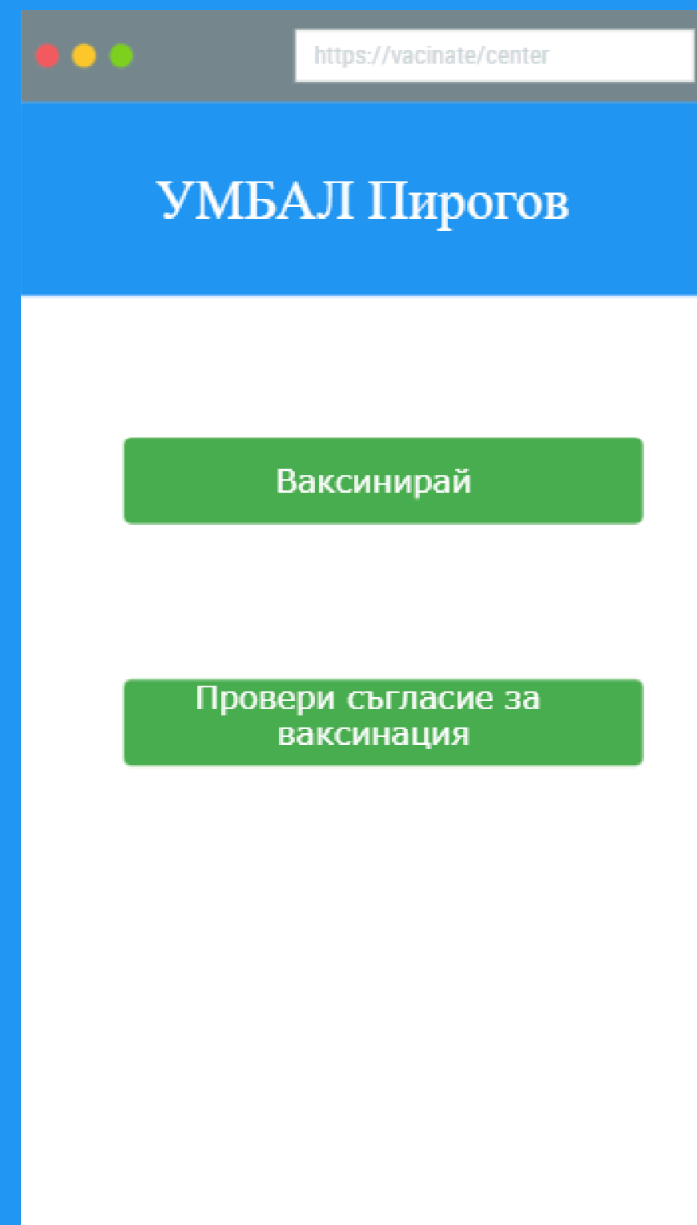 https://vacinate/center
УМБАЛ Пирогов
Ваксинирай
Провери съгласие за
ваксинация